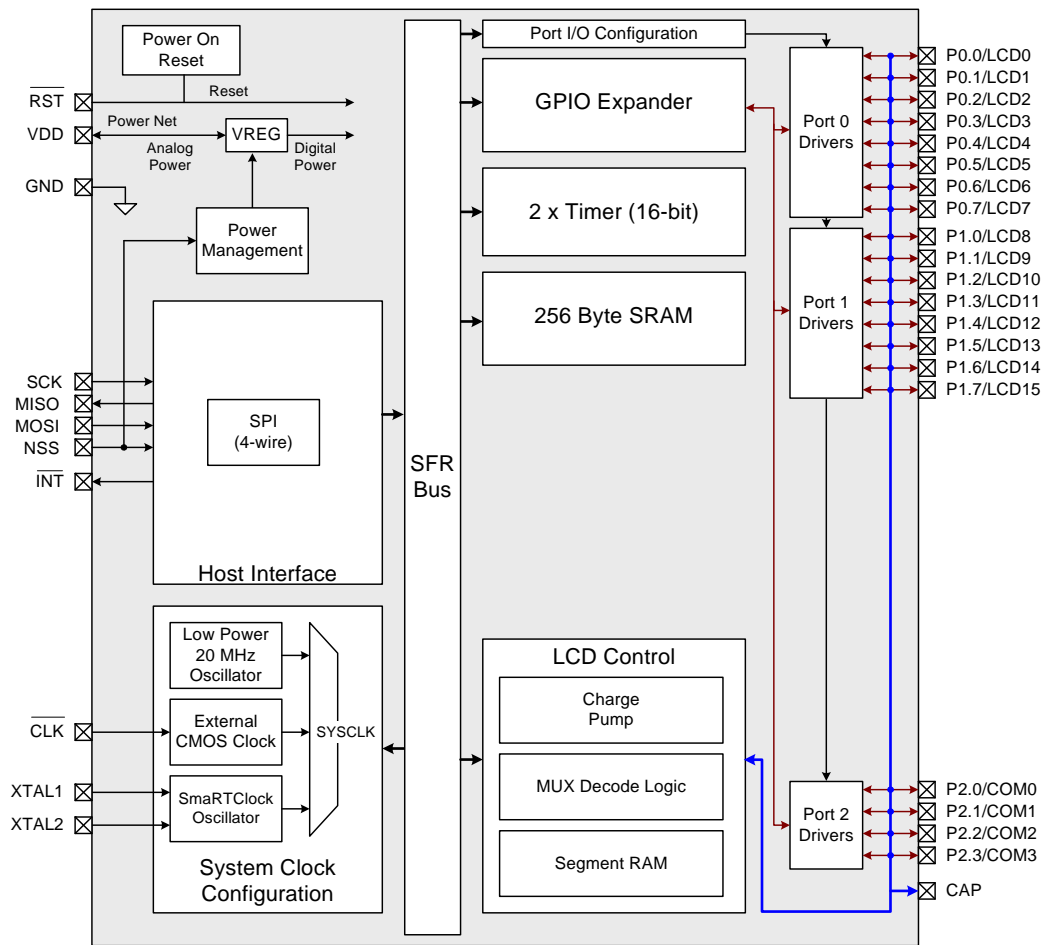 Power On
Reset
RST
Reset
VDD
Power Net
VREG
Analog
Power
Digital
Power
GND
Power
Management
SCK
MISO
MOSI
NSS
INT
SPI
(4-wire)
Host Interface
Low Power
20 MHz
Oscillator
CLK
External
CMOS Clock
SYSCLK
XTAL1
XTAL2
SmaRTClock
Oscillator
System Clock
Configuration
SFR
Bus
Port I/O Configuration
GPIO Expander
2 x Timer (16-bit)
256 Byte SRAM
LCD Control
Charge
Pump
MUX Decode Logic
Segment RAM
Port 0
Drivers
Port 1
Drivers
Port 2
Drivers
P0.0/LCD0
P0.1/LCD1
P0.2/LCD2
P0.3/LCD3
P0.4/LCD4
P0.5/LCD5
P0.6/LCD6
P0.7/LCD7
P1.0/LCD8
P1.1/LCD9
P1.2/LCD10
P1.3/LCD11
P1.4/LCD12
P1.5/LCD13
P1.6/LCD14
P1.7/LCD15
P2.0/COM0
P2.1/COM1
P2.2/COM2
P2.3/COM3
CAP